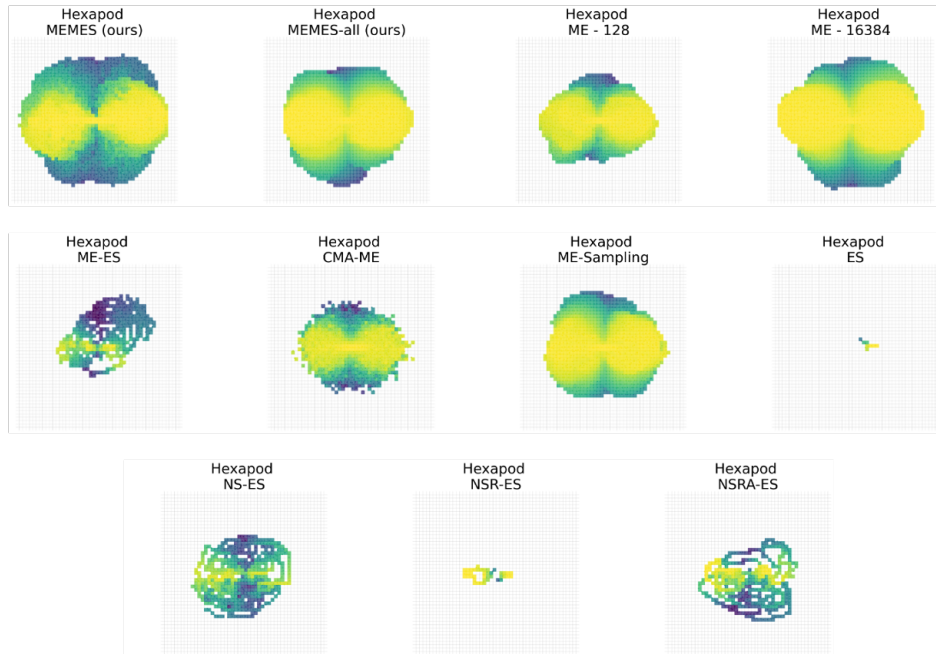 Hexapod
MEMES (ours)
Hexapod
MEMES-all (ours)
Hexapod
ME - 128
Hexapod
ME - 16384
Hexapod
ME-ES
Hexapod
CMA-ME
Hexapod
ME-Sampling
Hexapod
ES
Hexapod
NS-ES
Hexapod
NSR-ES
Hexapod
NSRA-ES